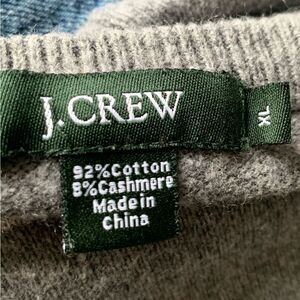 J.CREW
XL
92%Cotton
8%Cashmere
Made in
China